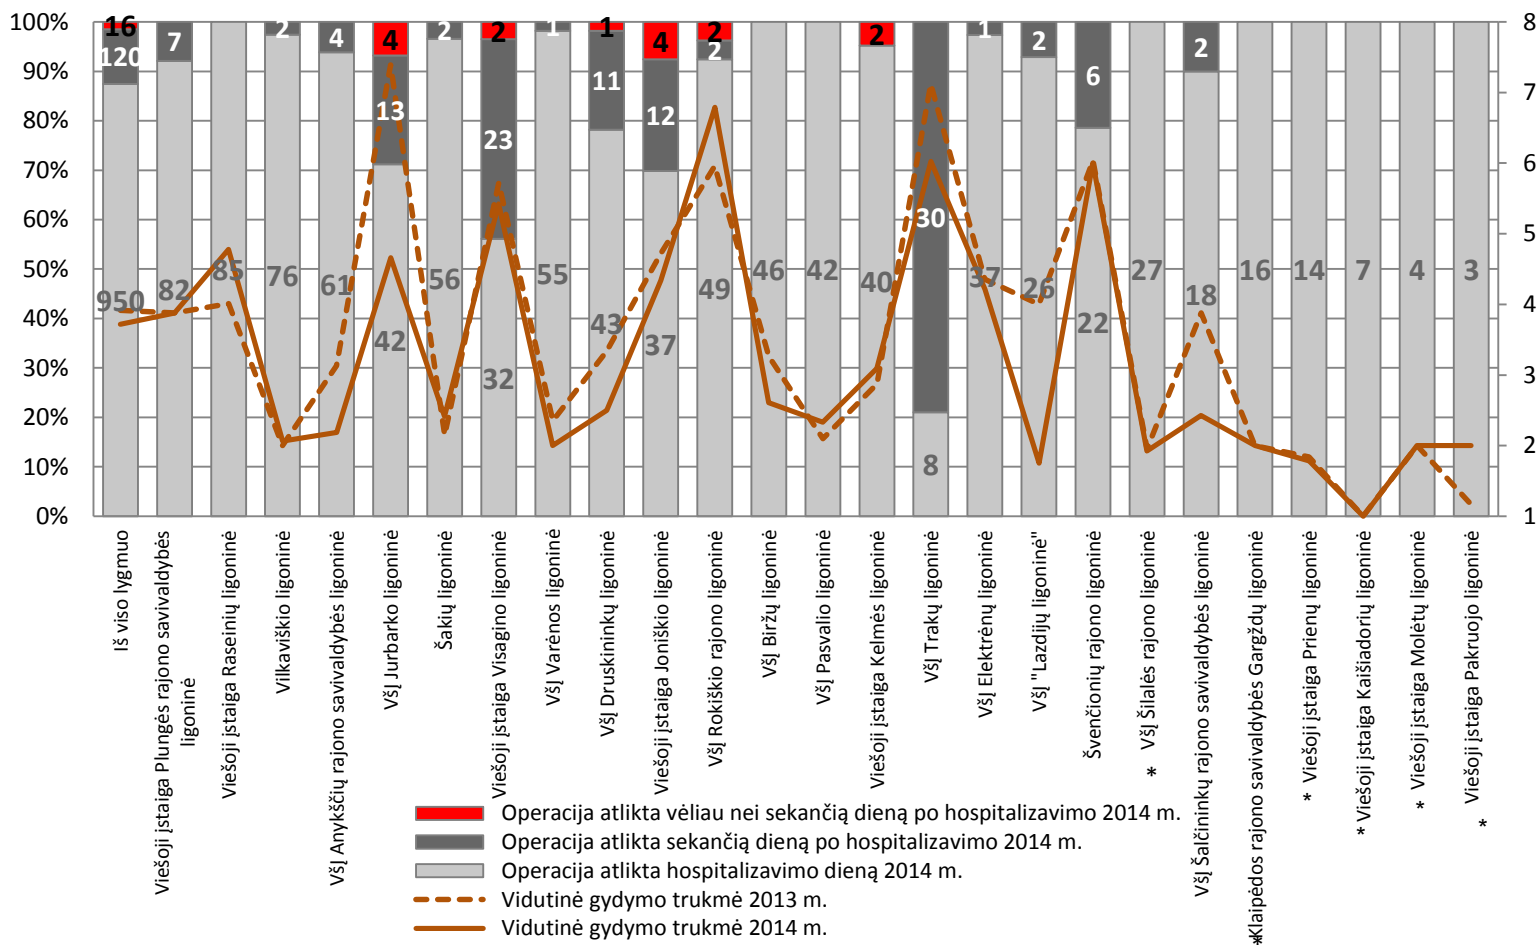 100%
90%
80%
70%
60%
50%
40%
30%
20%
10%
0%
8
7
6
5
4
3
2
1
16
120
950
7
82
85
2
76
4
61
4
13
42
2
56
2
23
32
1
55
1
11
43
4
12
37
2
2
49
46
42
2
40
30
8
1
37
2
26
6
22
27
2
18
16
14
7
4
3
Iš viso lygmuo
Viešoji įstaiga Plungės rajono savivaldybės
ligoninė
Viešoji įstaiga Raseinių ligoninė
Vilkaviškio ligoninė
VšĮ Anykščių rajono savivaldybės ligoninė
VšĮ Jurbarko ligoninė
Šakių ligoninė
Viešoji įstaiga Visagino ligoninė
VšĮ Varėnos ligoninė
VšĮ Druskininkų ligoninė
Viešoji įstaiga Joniškio ligoninė
VšĮ Rokiškio rajono ligoninė
VšĮ Biržų ligoninė
VšĮ Pasvalio ligoninė
Viešoji įstaiga Kelmės ligoninė
VšĮ Trakų ligoninė
VšĮ Elektrėnų ligoninė
VšĮ "Lazdijų ligoninė"
Švenčionių rajono ligoninė
* VšĮ Šilalės rajono ligoninė
VšĮ Šalčininkų rajono savivaldybės ligoninė
*Klaipėdos rajono savivaldybės Gargždų ligoninė
* Viešoji įstaiga Prienų ligoninė
* Viešoji įstaiga Kaišiadorių ligoninė
* Viešoji įstaiga Molėtų ligoninė
* Viešoji įstaiga Pakruojo ligoninė
Operacija atlikta vėliau nei sekančią dieną po hospitalizavimo 2014 m.
Operacija atlikta sekančią dieną po hospitalizavimo 2014 m.
Operacija atlikta hospitalizavimo dieną 2014 m.
Vidutinė gydymo trukmė 2013 m.
Vidutinė gydymo trukmė 2014 m.